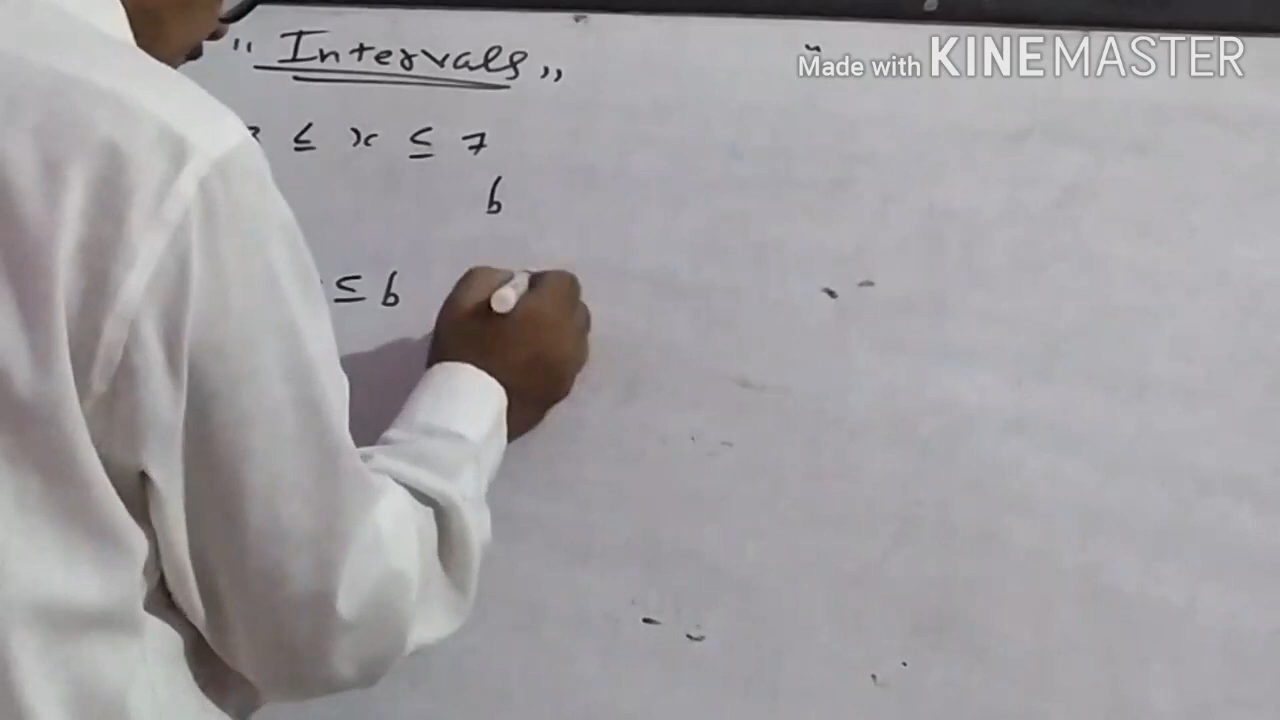 "Intervals"
Made with KINEMASTER
≤ x ≤ 7
b
≤ b